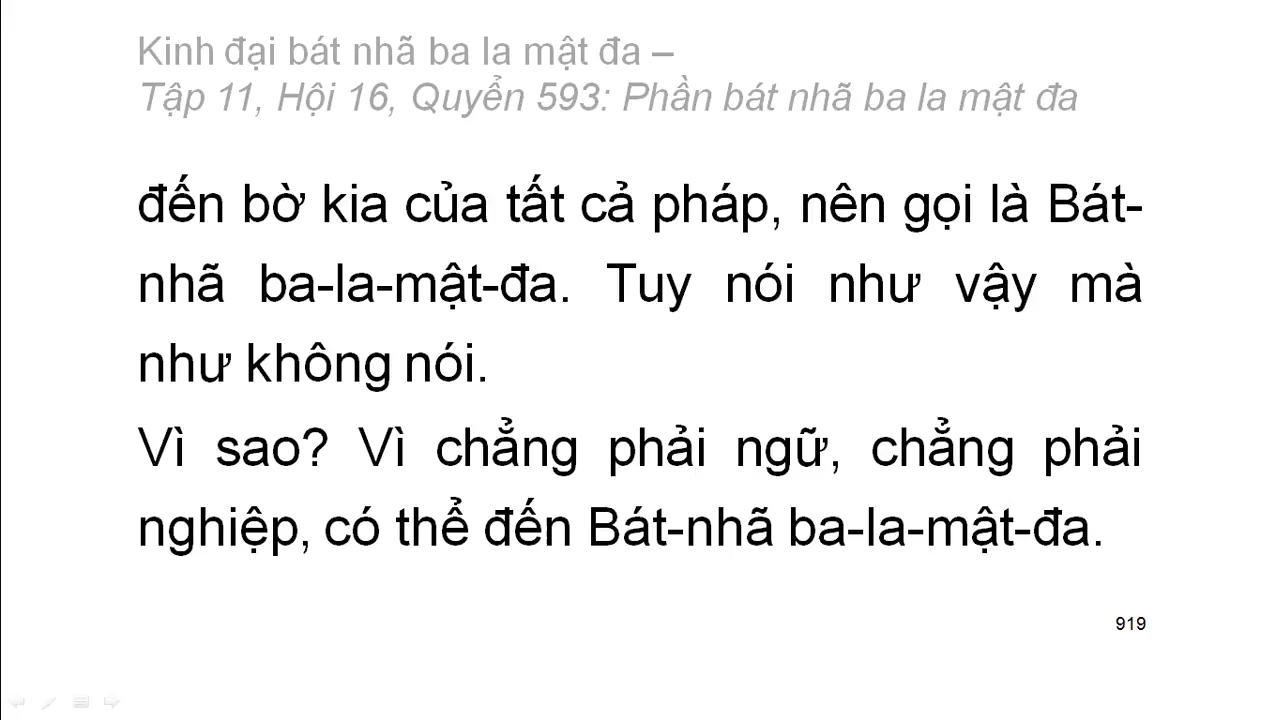 Kinh đại bát nhã ba la mật đa –
Tập 11, Hội 16, Quyển 593: Phần bát nhã ba la mật đa
đến bờ kia của tất cả pháp, nên gọi là Bát-
nhã ba-la-mật-đa. Tuy nói như vậy mà
như không nói.
Vì sao? Vì chẳng phải ngữ, chẳng phải
nghiệp, có thể đến Bát-nhã ba-la-mật-đa.
919